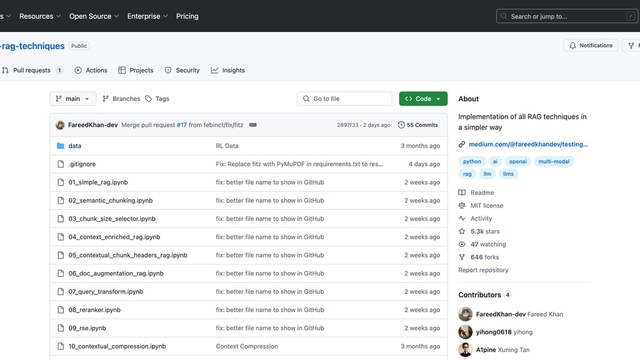 s Resources Open Source Enterprise Pricing Search or jump to... /
-rag-techniques Public Notifications
Pull requests 1 Actions Projects Security Insights
main Branches Tags Go to file Code
FareedKhan-dev Merge pull request #17 from febinct/fix/fitz 2897f33 · 2 days ago 55 Commits
data RL Data 3 months ago
.gitignore Fix: Replace fitz with PyMuPDF in requirements.txt to res... 4 days ago
01_simple_rag.ipynb fix: better file name to show in GitHub 2 weeks ago
02_semantic_chunking.ipynb fix: better file name to show in GitHub 2 weeks ago
03_chunk_size_selector.ipynb fix: better file name to show in GitHub 2 weeks ago
04_context_enriched_rag.ipynb fix: better file name to show in GitHub 2 weeks ago
05_contextual_chunk_headers_rag.ipynb fix: better file name to show in GitHub 2 weeks ago
06_doc_augmentation_rag.ipynb fix: better file name to show in GitHub 2 weeks ago
07_query_transform.ipynb fix: better file name to show in GitHub 2 weeks ago
08_reranker.ipynb fix: better file name to show in GitHub 2 weeks ago
09_rse.ipynb fix: better file name to show in GitHub 2 weeks ago
10_contextual_compression.ipynb Context Compression 3 months ago
About
Implementation of all RAG techniques in
a simpler way
medium.com/@fareedkhandev/testing...
python ai openai multi-modal
rag llm llms
Readme
MIT license
Activity
5.3k stars
47 watching
646 forks
Report repository
Contributors 4
FareedKhan-dev Fareed Khan
yihong0618 yihong
A1pine Xuning Tan